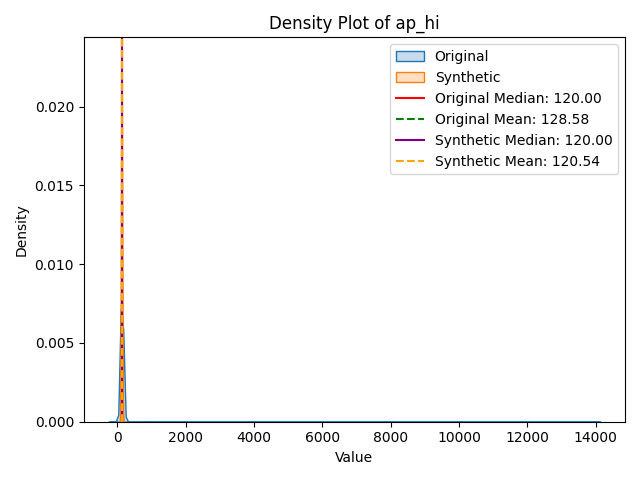 Density Plot of ap_hi
Original
Synthetic
Original Median: 120.00
Original Mean: 128.58
Synthetic Median: 120.00
Synthetic Mean: 120.54
Density
0.020
0.015
0.010
0.005
0.000
0 2000 4000 6000 8000 10000 12000 14000
Value